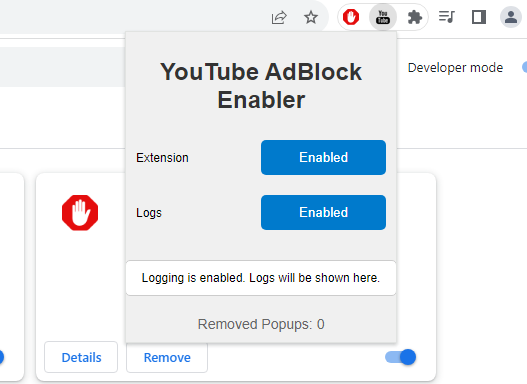 You
Tube
YouTube AdBlock
Enabler
Developer mode
Extension
Enabled
Logs
Enabled
Logging is enabled. Logs will be shown here.
Removed Popups: 0
Details
Remove